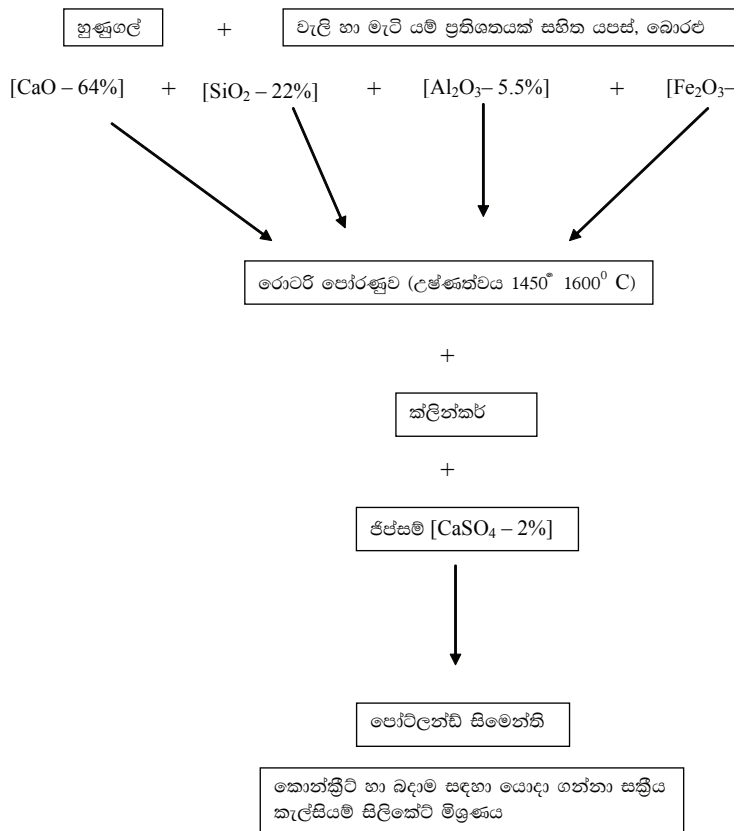 හුණුගල් + වැලි හා මැටි යම් ප්‍රතිශතයක් සහිත යපස්, බොරළු
[CaO – 64%] + [SiO₂ – 22%] + [Al₂O₃– 5.5%] + [Fe₂O₃–
රොටරි පෝරණුව (උෂ්ණත්වය 1450° 1600⁰ C)
+
ක්ලින්කර්
+
ජිප්සම් [CaSO₄ – 2%]
පෝට්ලන්ඩ් සිමෙන්ති
කොන්ක්‍රීට් හා බදාම සඳහා යොදා ගන්නා සක්‍රීය
කැල්සියම් සිලිකේට් මිශ්‍රණය